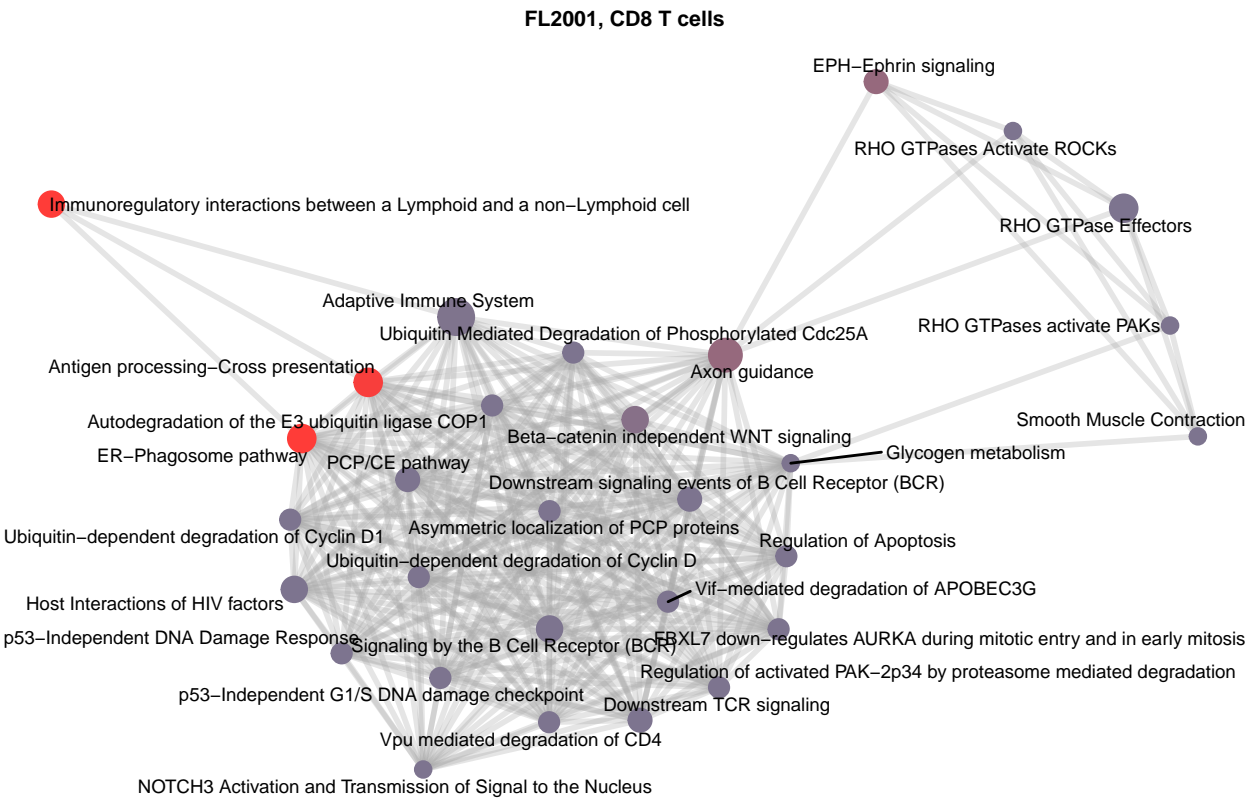 FL2001, CD8 T cells
EPH−Ephrin signaling
RHO GTPases Activate ROCKs
Immunoregulatory interactions between a Lymphoid and a non−Lymphoid cell
RHO GTPase Effectors
Adaptive Immune System
RHO GTPases activate PAKs
Ubiquitin Mediated Degradation of Phosphorylated Cdc25A
Antigen processing−Cross presentation
Axon guidance
Autodegradation of the E3 ubiquitin ligase COP1
Smooth Muscle Contraction
Beta−catenin independent WNT signaling
ER−Phagosome pathway
Glycogen metabolism
PCP/CE pathway
Downstream signaling events of B Cell Receptor (BCR)
Asymmetric localization of PCP proteins
Ubiquitin−dependent degradation of Cyclin D1
Regulation of Apoptosis
Ubiquitin−dependent degradation of Cyclin D
Vif−mediated degradation of APOBEC3G
Host Interactions of HIV factors
p53−Independent DNA Damage Response
Signaling by the B Cell Receptor (BCR)
FBXL7 down−regulates AURKA during mitotic entry and in early mitosis
Regulation of activated PAK−2p34 by proteasome mediated degradation
p53−Independent G1/S DNA damage checkpoint
Downstream TCR signaling
Vpu mediated degradation of CD4
NOTCH3 Activation and Transmission of Signal to the Nucleus